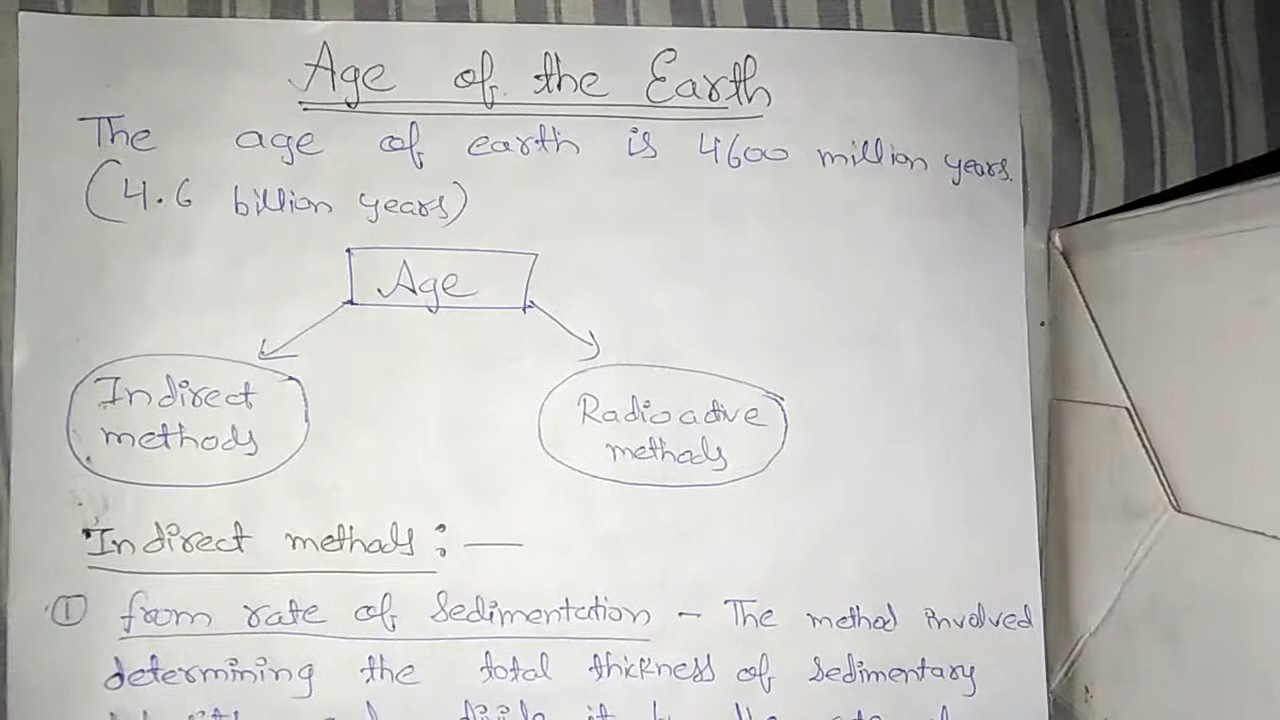 Age of the Earth
The age of earth is 4600 million years.
(4.6 billion years)
Age
Indirect
methods
Radioactive
methods
Indirect methods : —
① from rate of Sedimentation – The method involved
determining the total thickness of Sedimentary